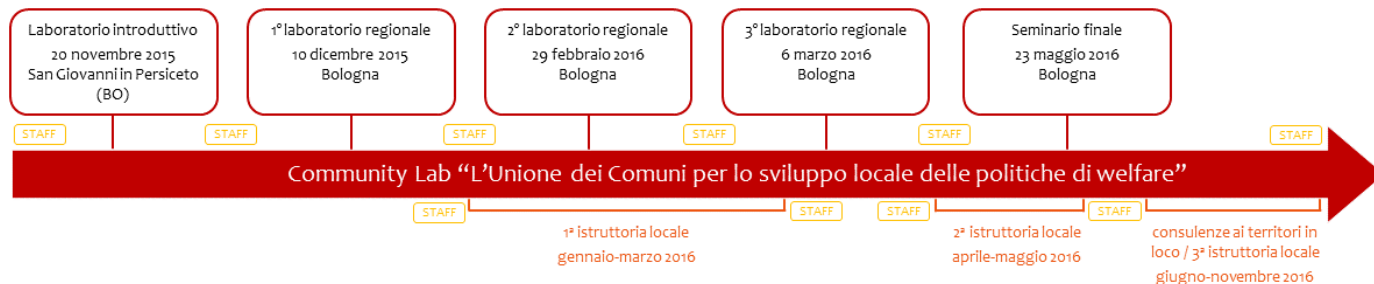 Laboratorio introduttivo
20 novembre 2015
San Giovanni in Persiceto
(BO)
1° laboratorio regionale
10 dicembre 2015
Bologna
2° laboratorio regionale
29 febbraio 2016
Bologna
3° laboratorio regionale
6 marzo 2016
Bologna
Seminario finale
23 maggio 2016
Bologna
STAFF
STAFF
STAFF
STAFF
STAFF
STAFF
Community Lab “L’Unione dei Comuni per lo sviluppo locale delle politiche di welfare”
STAFF
STAFF
STAFF
STAFF
1ª istruttoria locale
gennaio-marzo 2016
2ª istruttoria locale
aprile-maggio 2016
consulenze ai territori in
loco / 3ª istruttoria locale
giugno-novembre 2016